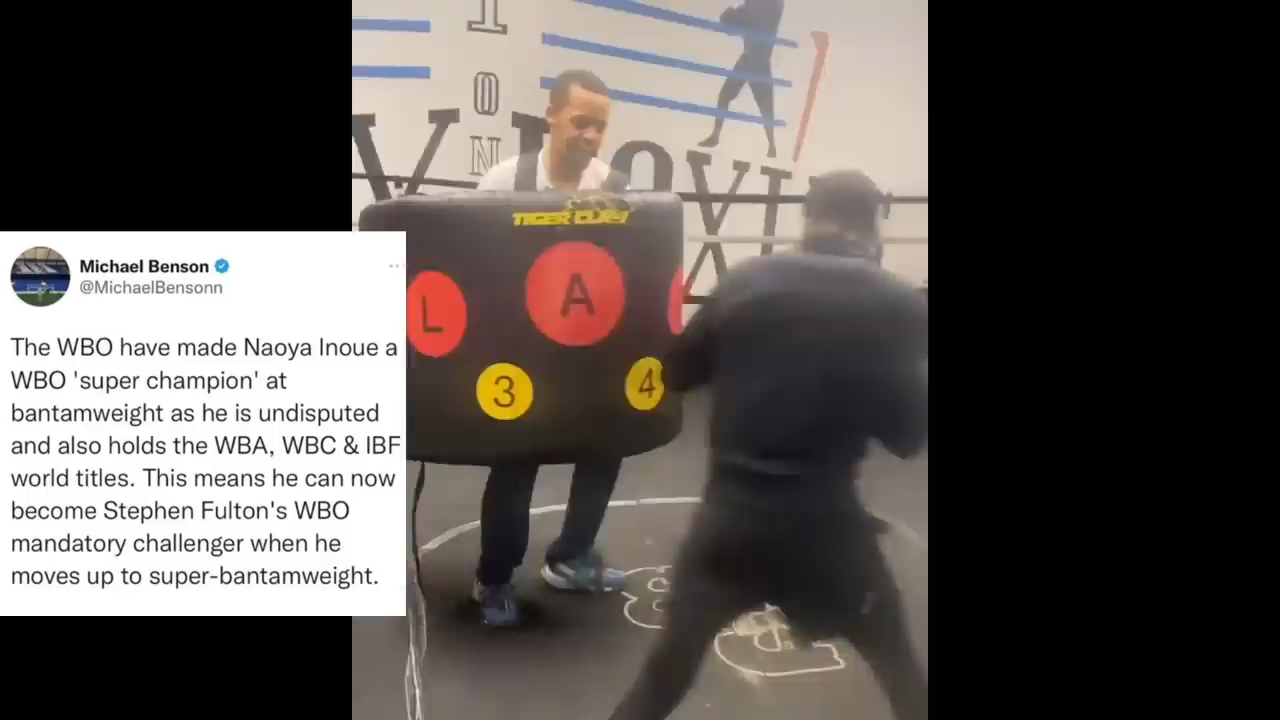 I
O
N
TIGER CLAW
L
A
3
4
Michael Benson
@MichaelBensonn
The WBO have made Naoya Inoue a
WBO 'super champion' at
bantamweight as he is undisputed
and also holds the WBA, WBC & IBF
world titles. This means he can now
become Stephen Fulton's WBO
mandatory challenger when he
moves up to super-bantamweight.